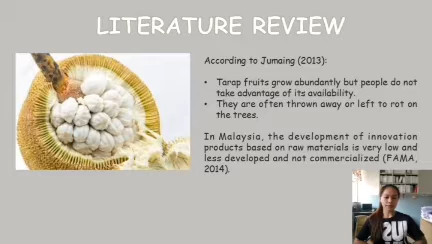 LITERATURE REVIEW
According to Jumaing (2013):
• Tarap fruits grow abundantly but people do not
take advantage of its availability.
• They are often thrown away or left to rot on
the trees.
In Malaysia, the development of innovation
products based on raw materials is very low and
less developed and not commercialized (FAMA,
2014).